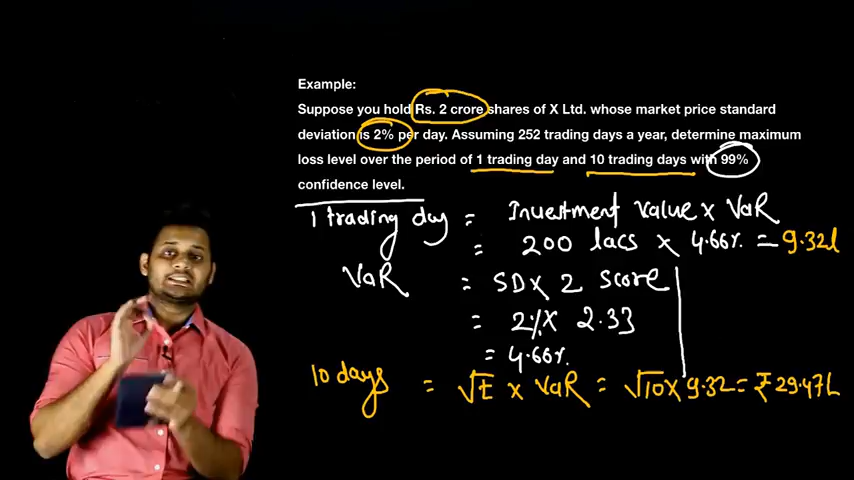 Example:
Suppose you hold Rs. 2 crore shares of X Ltd. whose market price standard
deviation is 2% per day. Assuming 252 trading days a year, determine maximum
loss level over the period of 1 trading day and 10 trading days with 99%
confidence level.
1 trading day = Investment Value x VaR
= 200 lacs x 4.66% = 9.32l
VaR = SD x Z Score
= 2% x 2.33
= 4.66%
10 days = √t x VaR = √10 x 9.32 = ₹ 29.47L